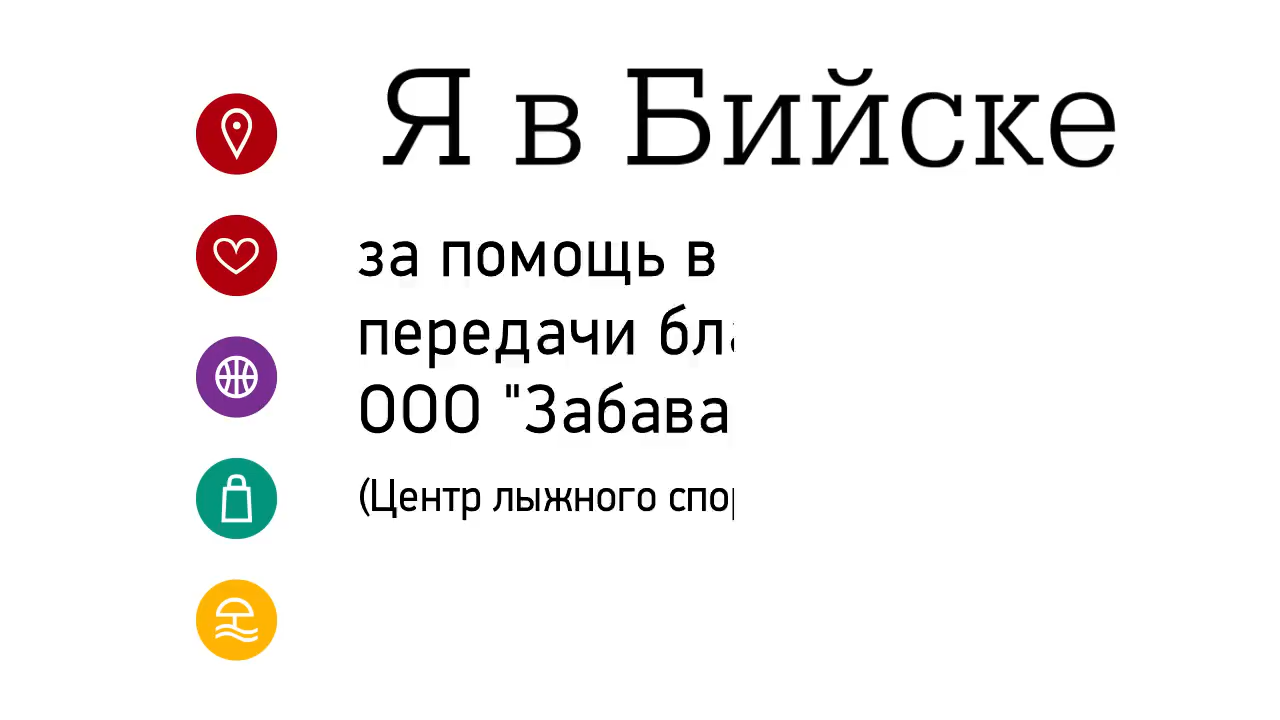 Я в Бийске
за помощь в
передачи
ООО "Забава
(Центр лыжного